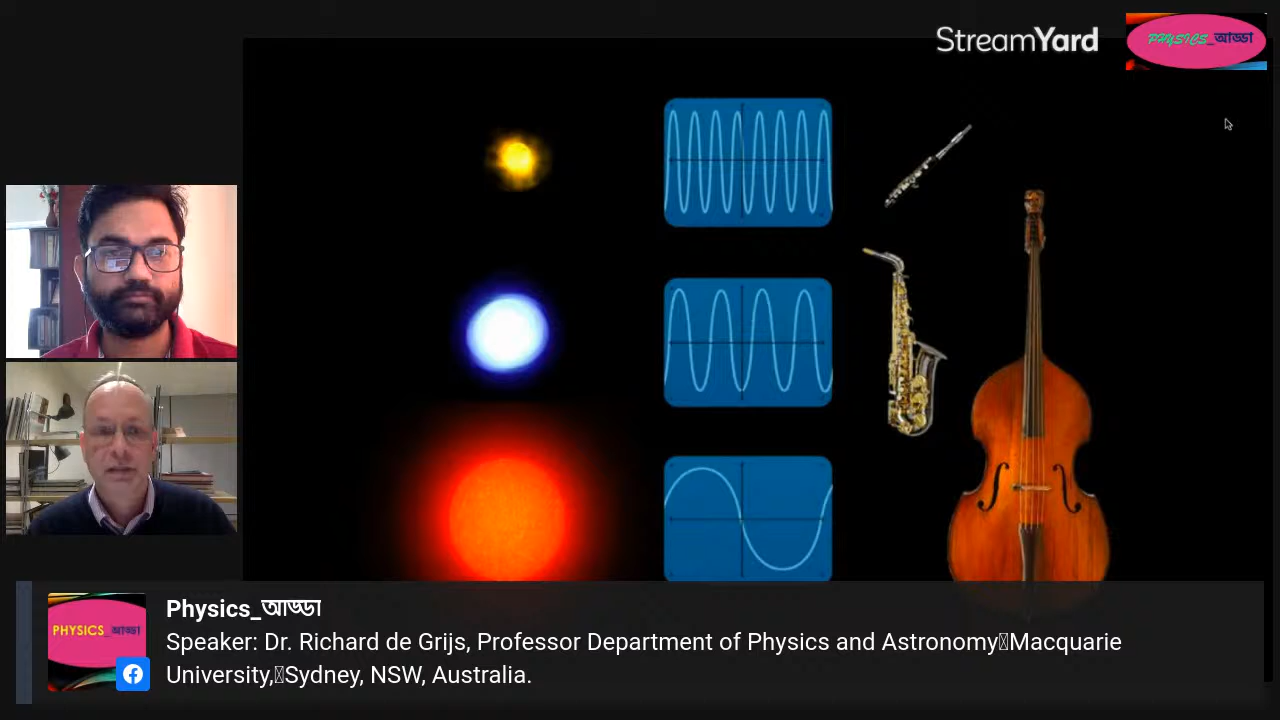 StreamYard
PHYSICS_আড্ডা
PHYSICS_আড্ডা
Physics_আড্ডা
Speaker: Dr. Richard de Grijs, Professor Department of Physics and Astronomy▯Macquarie
University,▯Sydney, NSW, Australia.